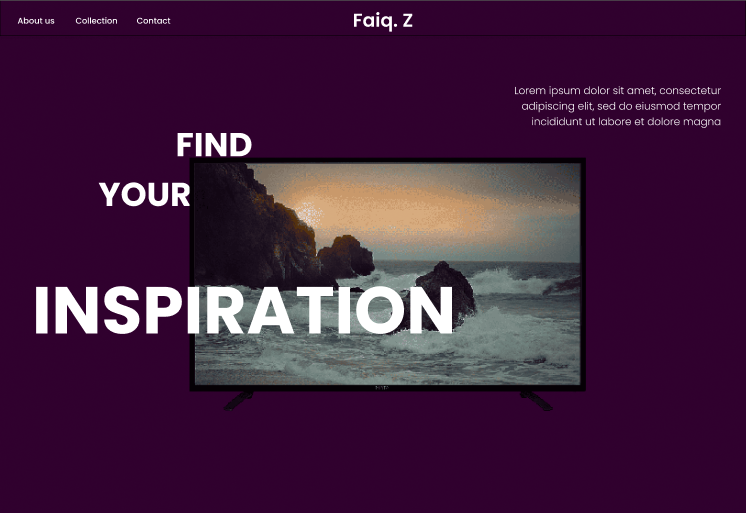 About us Collection Contact Faiq. Z
Lorem ipsum dolor sit amet, consectetur
adipiscing elit, sed do eiusmod tempor
incididunt ut labore et dolore magna
FIND
YOUR
INSPIRATION